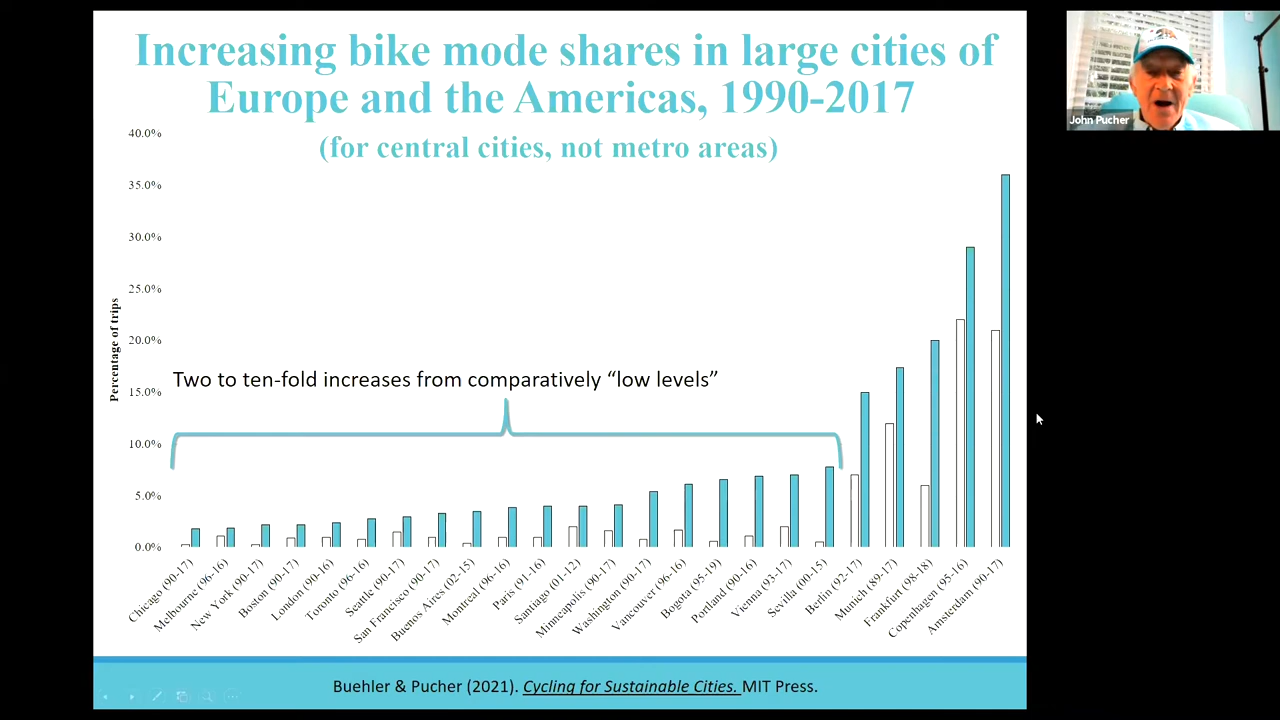 Increasing bike mode shares in large cities of
Europe and the Americas, 1990-2017
(for central cities, not metro areas)
John Pucher
40.0%
35.0%
30.0%
25.0%
20.0%
15.0%
10.0%
5.0%
0.0%
Percentage of trips
Two to ten-fold increases from comparatively “low levels”
Chicago (90-17)
Melbourne (96-16)
New York (90-17)
Boston (90-17)
London (90-16)
Toronto (96-16)
Seattle (90-17)
San Francisco (90-17)
Buenos Aires (02-15)
Montreal (96-16)
Paris (91-16)
Santiago (01-12)
Minneapolis (90-17)
Washington (90-17)
Vancouver (96-16)
Bogota (95-19)
Portland (90-16)
Vienna (93-17)
Sevilla (00-15)
Berlin (92-17)
Munich (89-17)
Frankfurt (98-18)
Copenhagen (95-16)
Amsterdam (90-17)
Buehler & Pucher (2021). Cycling for Sustainable Cities. MIT Press.